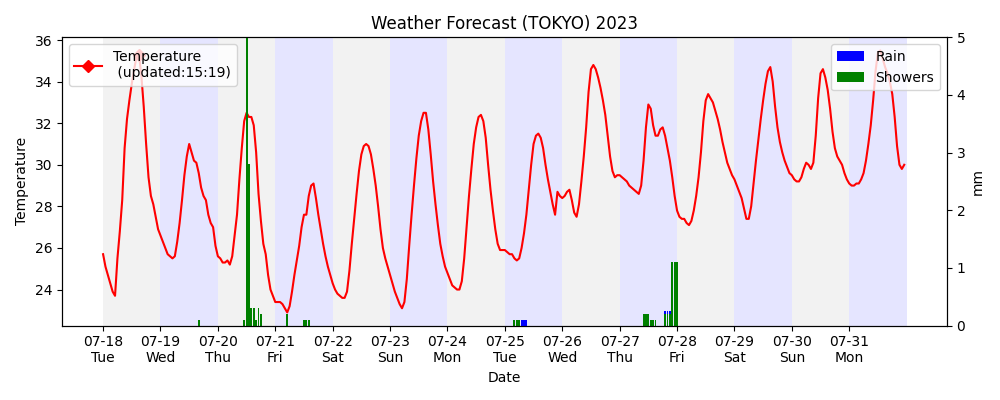 Weather Forecast (TOKYO) 2023
Temperature
(updated:15:19)
Rain
Showers
36
34
32
30
28
26
24
Temperature
5
4
3
2
1
0
mm
07-18 07-19 07-20 07-21 07-22 07-23 07-24 07-25 07-26 07-27 07-28 07-29 07-30 07-31
Tue Wed Thu Fri Sat Sun Mon Tue Wed Thu Fri Sat Sun Mon
Date